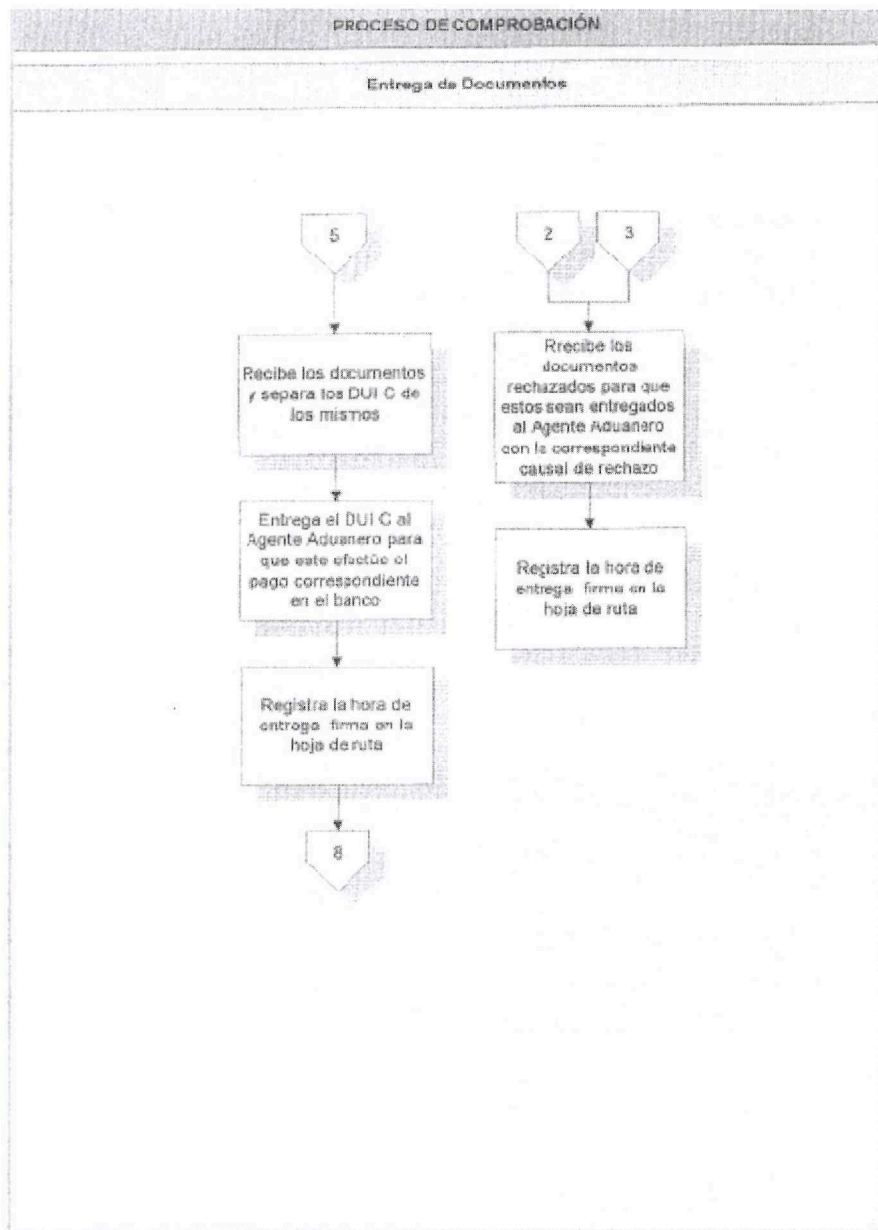 PROCESO DE COMPROBACIÓN
Entrega de Documentos
5
Recibe los documentos
y separa los DUI C de
los mismos
Entrega el DUI C al
Agente Aduanero para
que este efectúe el
pago correspondiente
en el banco
Registra la hora de
entrega firma en la
hoja de ruta
8
2
3
Rrecibe los
documentos
rechazados para que
estos sean entregados
al Agente Aduanero
con la correspondiente
causal de rechazo
Registra la hora de
entrega firma en la
hoja de ruta